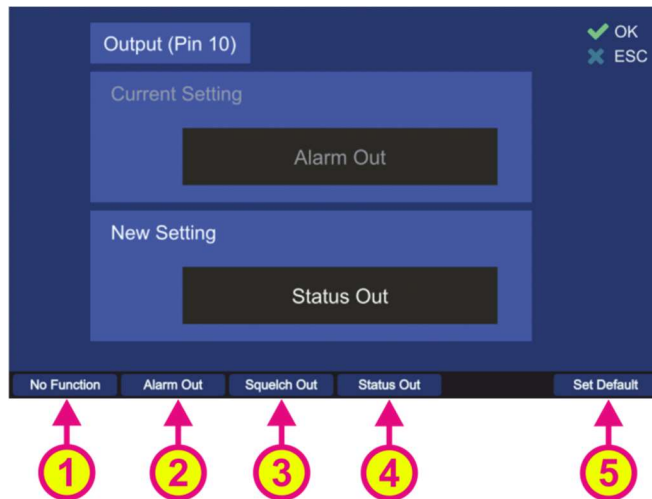 Output (Pin 10)
OK
ESC
Current Setting
Alarm Out
New Setting
Status Out
No Function
Alarm Out
Squelch Out
Status Out
Set Default
1
2
3
4
5